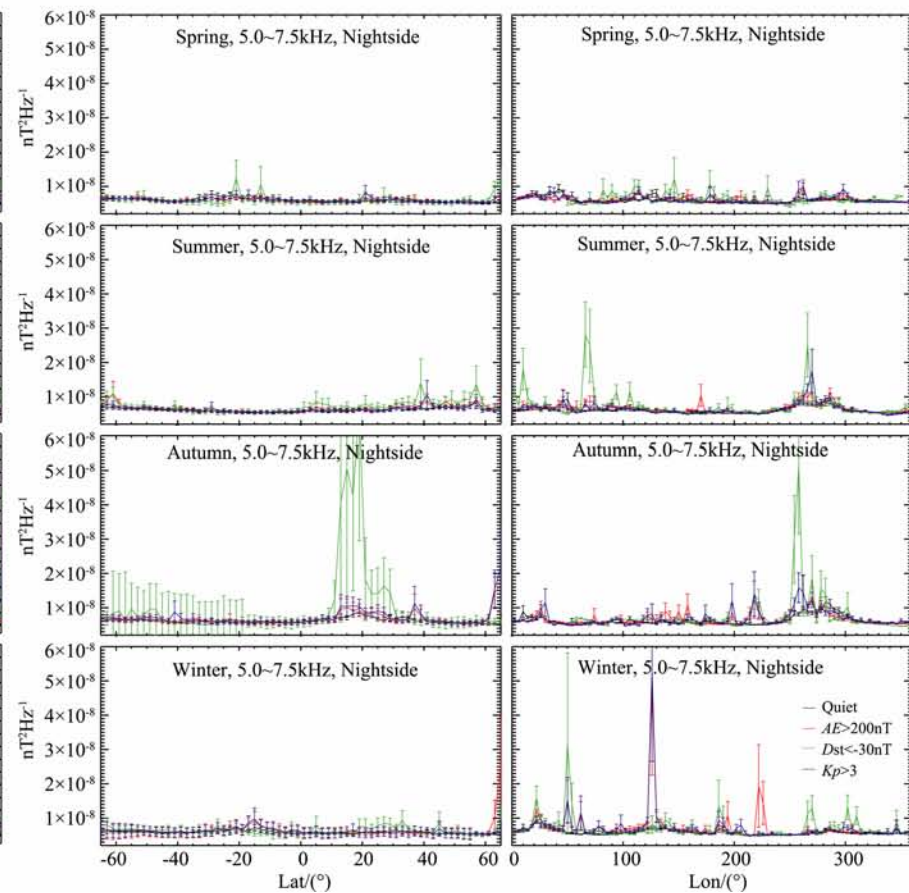 6×10⁻⁸
5×10⁻⁸
4×10⁻⁸
3×10⁻⁸
2×10⁻⁸
1×10⁻⁸
nT²Hz⁻¹
Spring, 5.0~7.5kHz, Nightside
Spring, 5.0~7.5kHz, Nightside
6×10⁻⁸
5×10⁻⁸
4×10⁻⁸
3×10⁻⁸
2×10⁻⁸
1×10⁻⁸
nT²Hz⁻¹
Summer, 5.0~7.5kHz, Nightside
Summer, 5.0~7.5kHz, Nightside
6×10⁻⁸
5×10⁻⁸
4×10⁻⁸
3×10⁻⁸
2×10⁻⁸
1×10⁻⁸
nT²Hz⁻¹
Autumn, 5.0~7.5kHz, Nightside
Autumn, 5.0~7.5kHz, Nightside
6×10⁻⁸
5×10⁻⁸
4×10⁻⁸
3×10⁻⁸
2×10⁻⁸
1×10⁻⁸
nT²Hz⁻¹
Winter, 5.0~7.5kHz, Nightside
Winter, 5.0~7.5kHz, Nightside
Quiet
AE>200nT
Dst<-30nT
Kp>3
-60 -40 -20 0 20 40 60
0 100 200 300
Lat/(°)
Lon/(°)